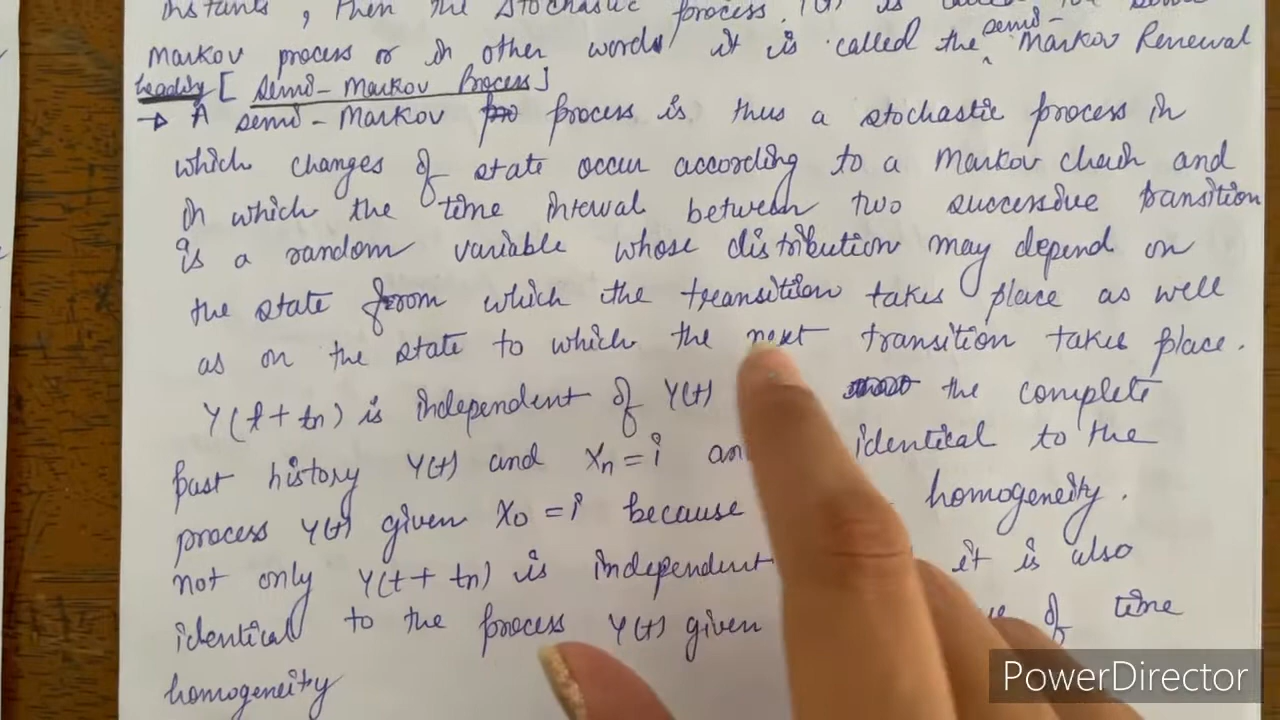 instants, then the stochastic process, Y(t) is called
Markov process or in other words it is called the semi-Markov Renewal
heading [Semi-Markov Process]
→ A semi-Markov pro process is thus a stochastic process in
which changes of state occur according to a Markov chain and
in which the time interval between two successive transition
is a random variable whose distribution may depend on
the state from which the transition takes place as well
as on the state to which the next transition takes place.
Y(t+tn) is independent of Y(t) the complete
past history Y(t) and Xn=i an identical to the
process Y(t) given X0=i because homogeneity.
not only Y(t+tn) is independent it is also
identical to the process Y(t) given of time
homogeneity
PowerDirector